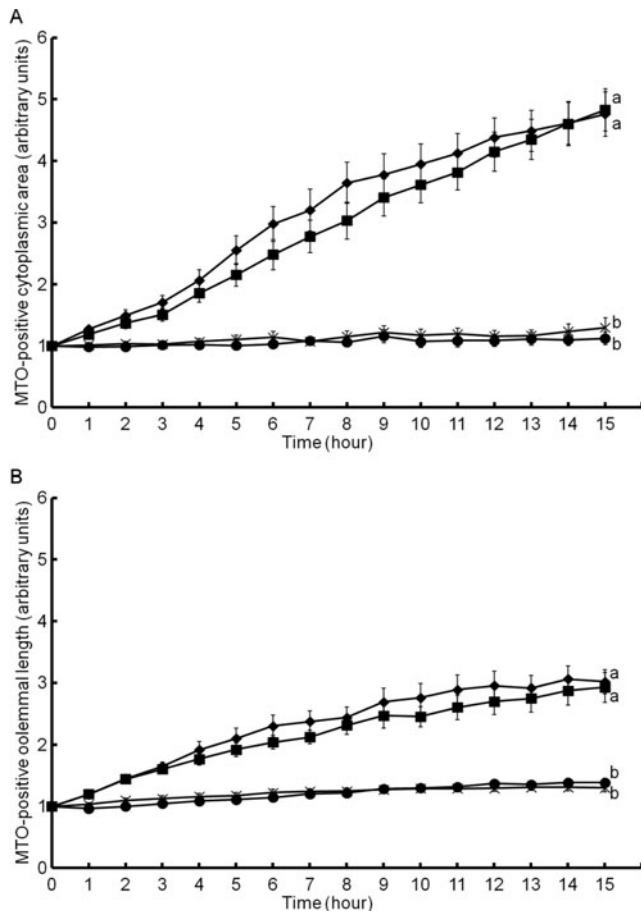 A
MTO-positive cytoplasmic area (arbitrary units)
6
5
4
3
2
1
0
a
a
b
b
0 1 2 3 4 5 6 7 8 9 10 11 12 13 14 15
Time (hour)
B
MTO-positive oolemmal length (arbitrary units)
6
5
4
3
2
1
0
a
a
b
b
0 1 2 3 4 5 6 7 8 9 10 11 12 13 14 15
Time (hour)